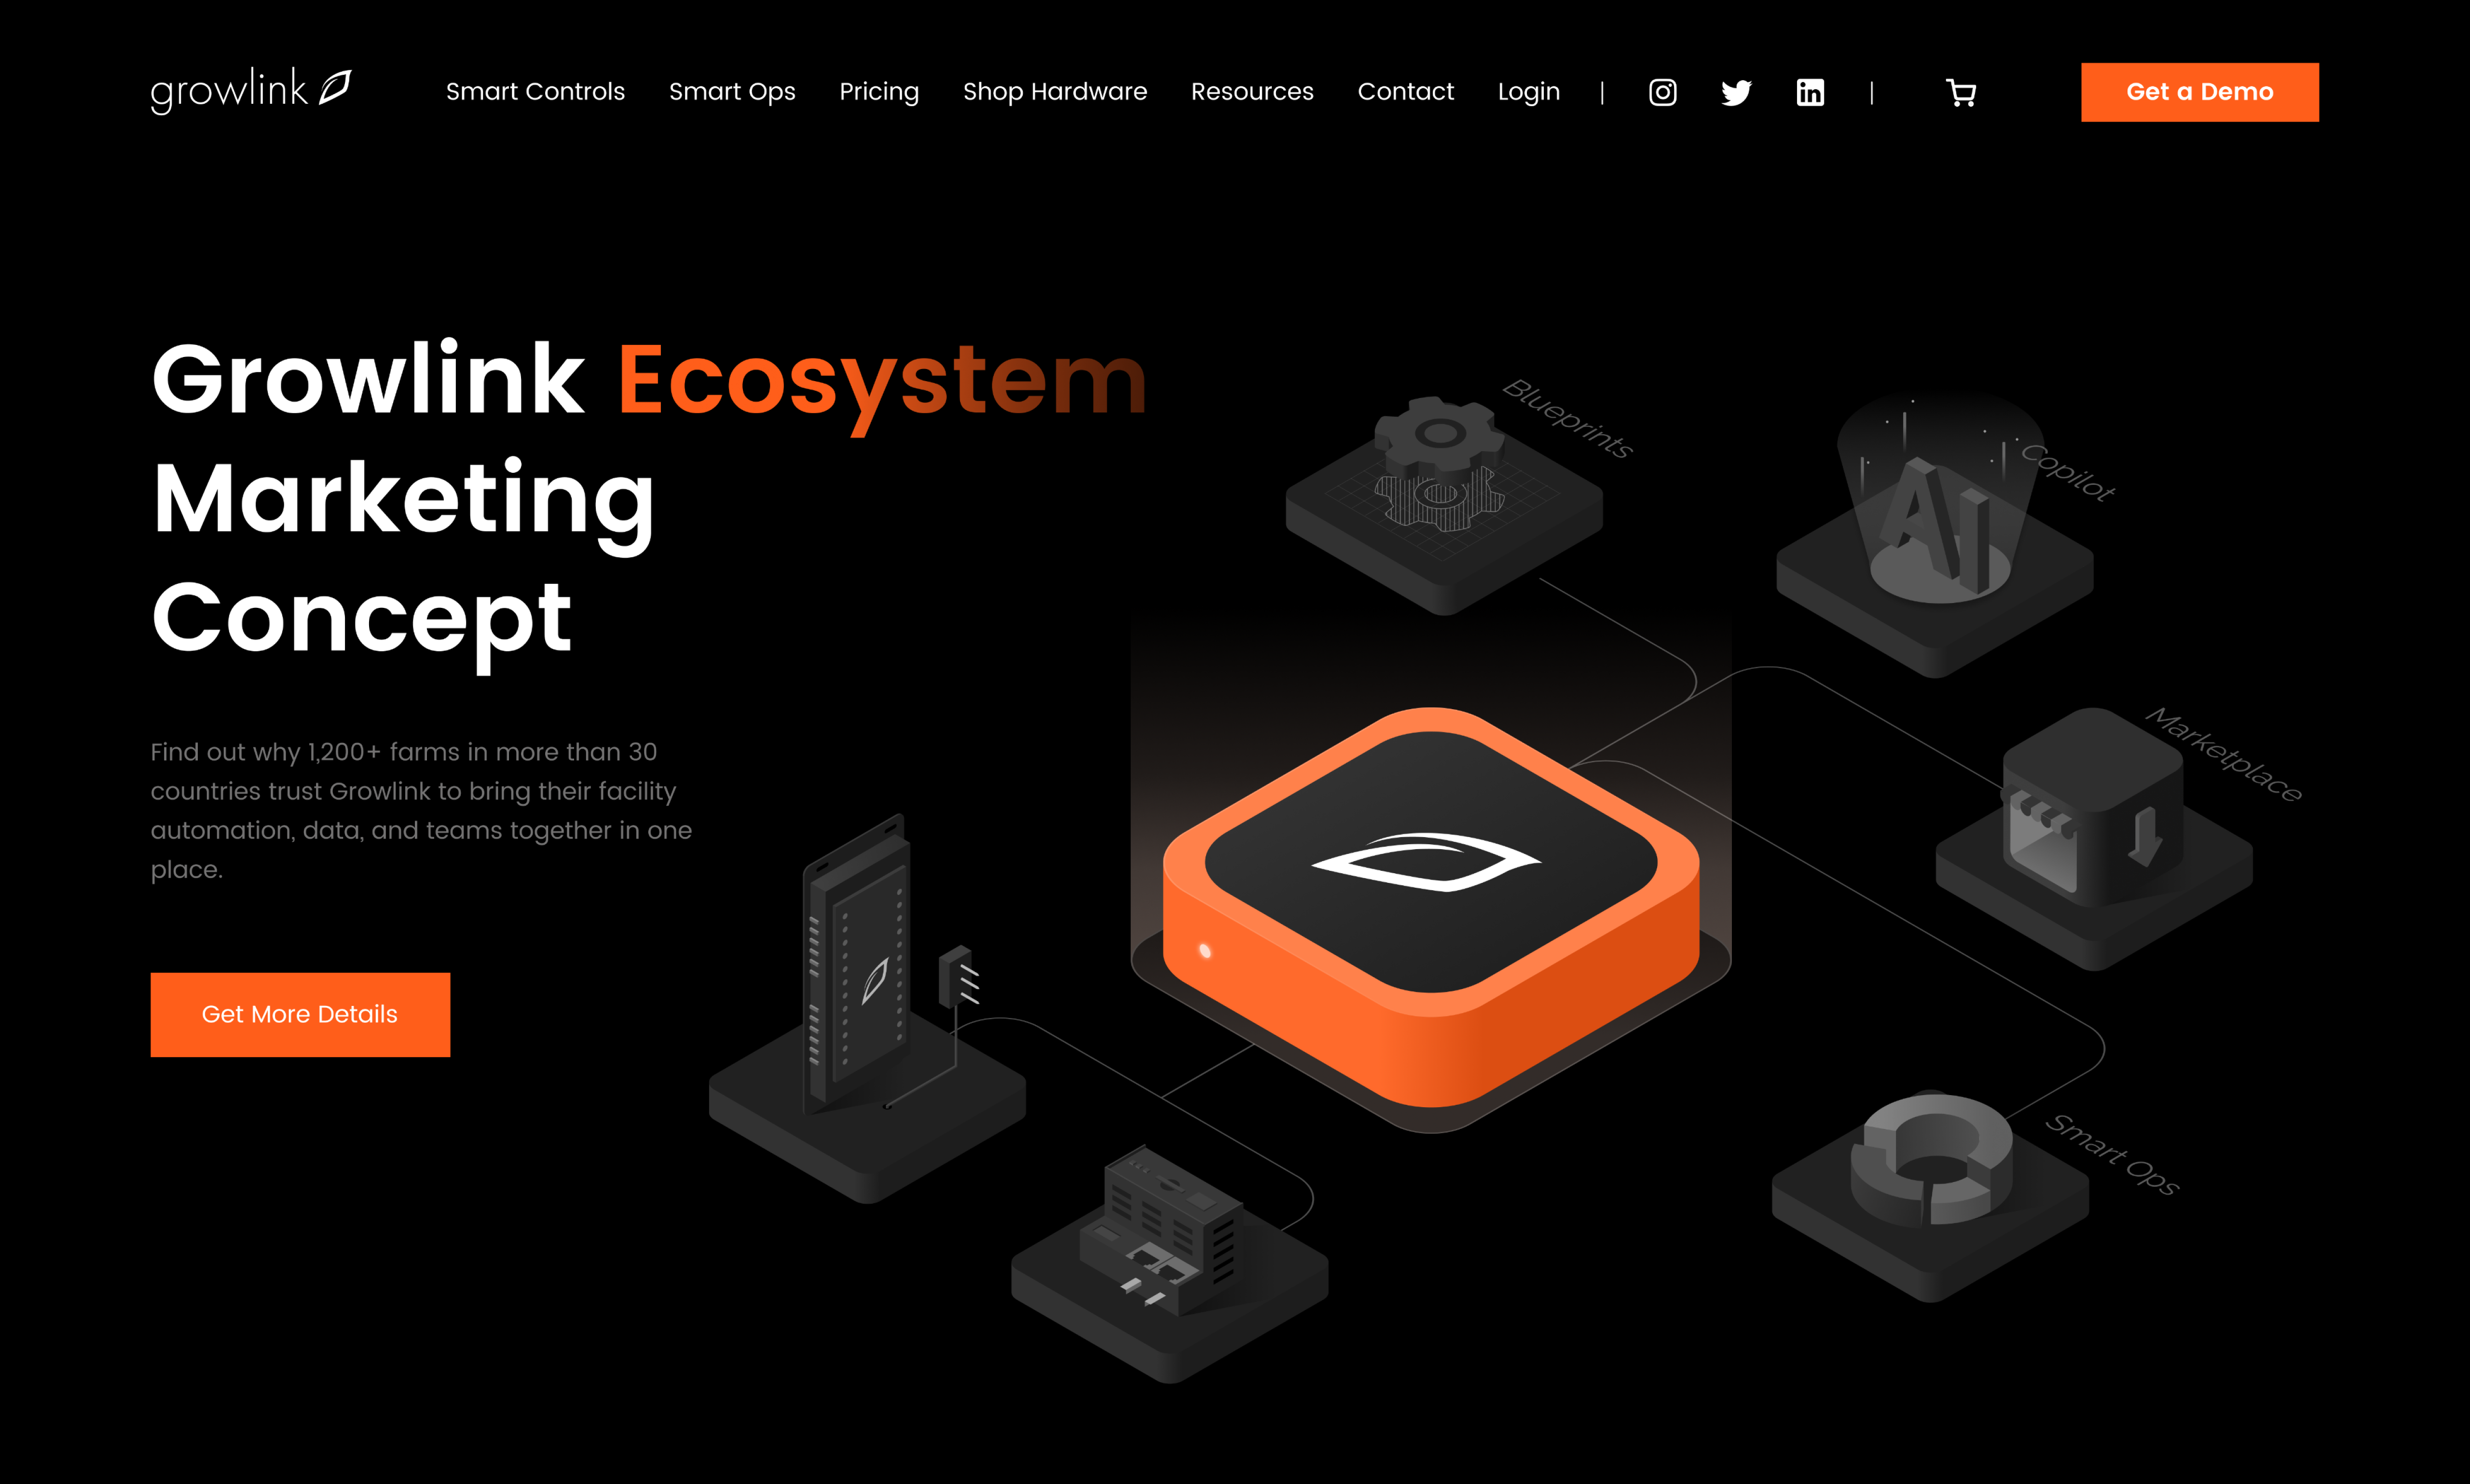 growlink
Smart Controls
Smart Ops
Pricing
Shop Hardware
Resources
Contact
Login
|
in
|
Get a Demo
Growlink Ecosystem
Marketing
Concept
Find out why 1,200+ farms in more than 30
countries trust Growlink to bring their facility
automation, data, and teams together in one
place.
Get More Details
Blueprints
Copilot
AI
Marketplace
Smart Ops